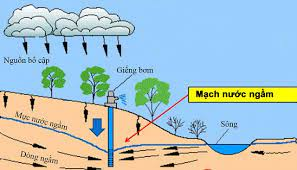 Nguồn bổ cập
Giếng bơm
Mạch nước ngầm
Sông
Mực nước ngầm
Dòng ngầm